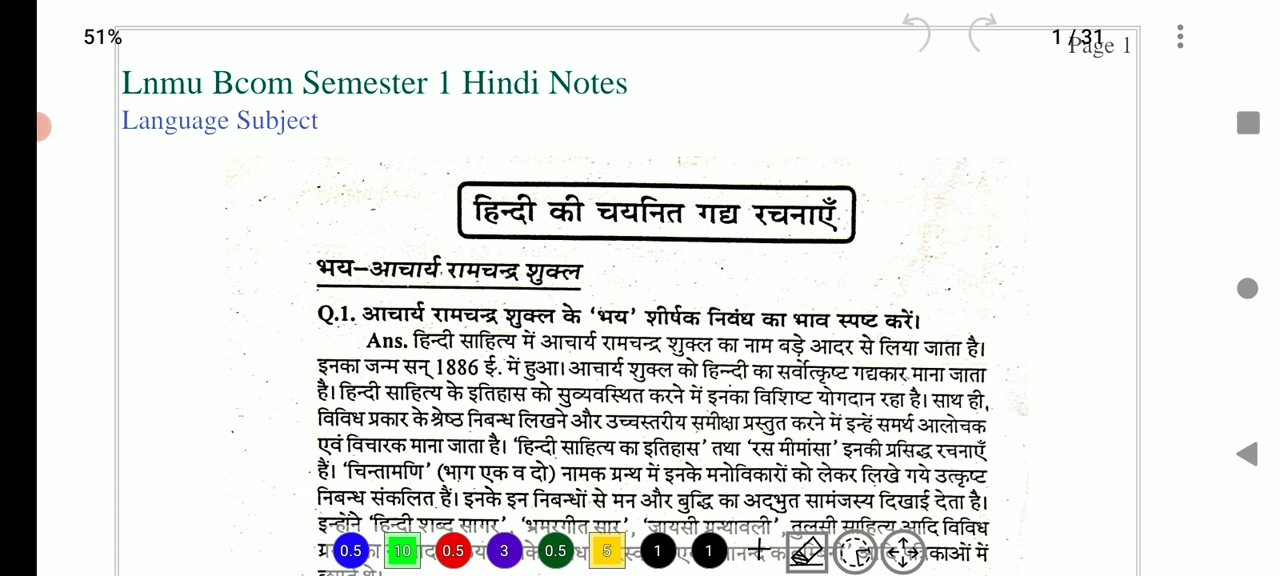 51%
1 / 31
Page 1
Lnmu Bcom Semester 1 Hindi Notes
Language Subject
हिन्दी की चयनित गद्य रचनाएँ
भय–आचार्य रामचन्द्र शुक्ल
Q.1. आचार्य रामचन्द्र शुक्ल के ‘भय’ शीर्षक निबंध का भाव स्पष्ट करें।
Ans. हिन्दी साहित्य में आचार्य रामचन्द्र शुक्ल का नाम बड़े आदर से लिया जाता है।
इनका जन्म सन् 1886 ई. में हुआ। आचार्य शुक्ल को हिन्दी का सर्वोत्कृष्ट गद्यकार माना जाता
है। हिन्दी साहित्य के इतिहास को सुव्यवस्थित करने में इनका विशिष्ट योगदान रहा है। साथ ही,
विविध प्रकार के श्रेष्ठ निबन्ध लिखने और उच्चस्तरीय समीक्षा प्रस्तुत करने में इन्हें समर्थ आलोचक
एवं विचारक माना जाता है। ‘हिन्दी साहित्य का इतिहास’ तथा ‘रस मीमांसा’ इनकी प्रसिद्ध रचनाएँ
हैं। ‘चिन्तामणि’ (भाग एक व दो) नामक ग्रन्थ में इनके मनोविकारों को लेकर लिखे गये उत्कृष्ट
निबन्ध संकलित हैं। इनके इन निबन्धों से मन और बुद्धि का अद्भुत सामंजस्य दिखाई देता है।
इन्होंने ‘हिन्दी शब्द सागर’, ‘भ्रमरगीत सार’, ‘जायसी ग्रन्थावली’, तुलसी साहित्य आदि विविध
में
0.5 10 0.5 3 0.5 5 1 1